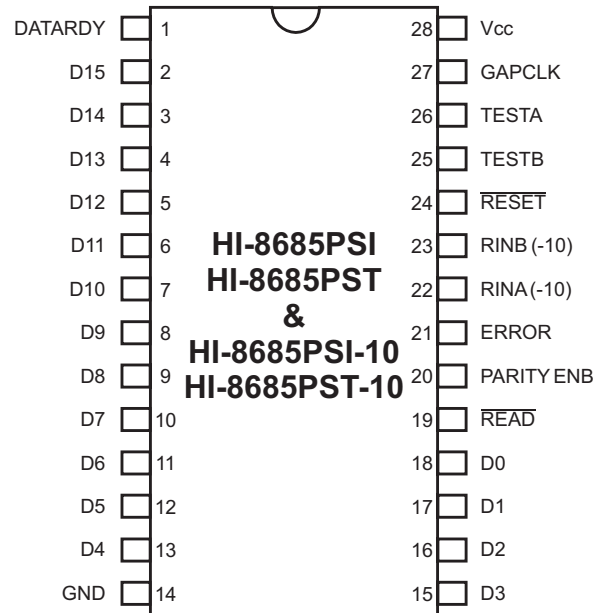 DATARDY 1 28 Vcc
D15 2 27 GAPCLK
D14 3 26 TESTA
D13 4 25 TESTB
D12 5 24 RESET
D11 6 HI-8685PSI 23 RINB (-10)
D10 7 HI-8685PST 22 RINA (-10)
&
D9 8 21 ERROR
HI-8685PSI-10
D8 9 HI-8685PST-10 20 PARITY ENB
D7 10 19 READ
D6 11 18 D0
D5 12 17 D1
D4 13 16 D2
GND 14 15 D3